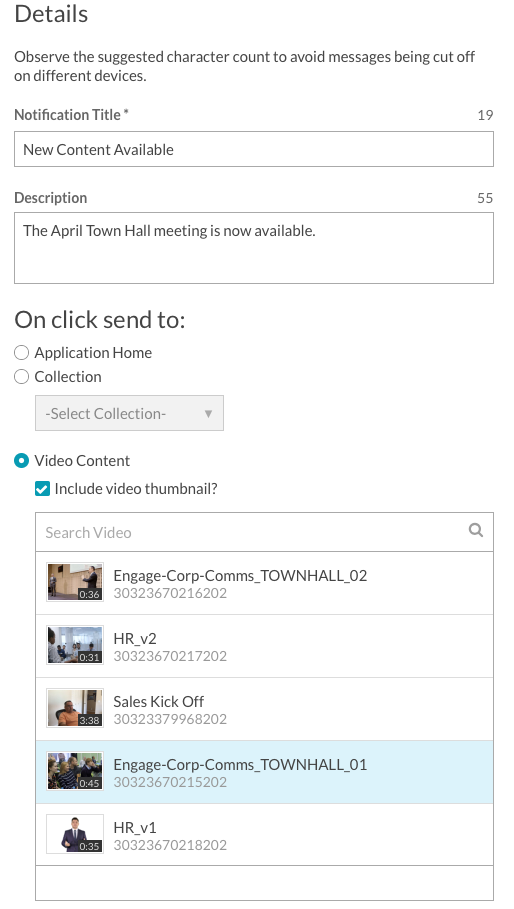 Details
Observe the suggested character count to avoid messages being cut off
on different devices.
Notification Title * 19
New Content Available
Description 55
The April Town Hall meeting is now available.
On click send to:
Application Home
Collection
-Select Collection- ▼
Video Content
Include video thumbnail?
Search Video
Engage-Corp-Comms_TOWNHALL_02
0:36 30323670216202
HR_v2
0:31 30323670217202
Sales Kick Off
3:38 30323379968202
Engage-Corp-Comms_TOWNHALL_01
0:45 30323670215202
HR_v1
0:35 30323670218202